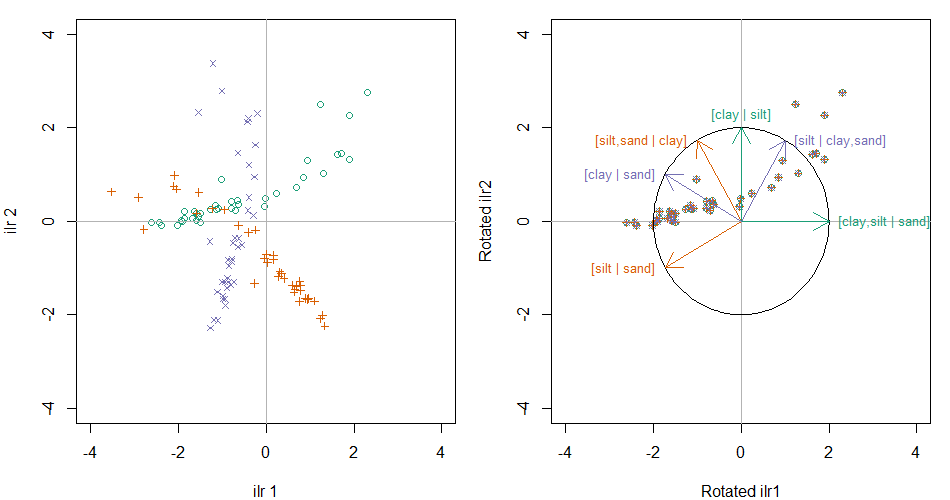 4
2
0
-2
-4
ilr 2
-4 -2 0 2 4
ilr 1
4
2
0
-2
-4
Rotated ilr2
[clay | silt]
[silt,sand | clay]
[silt | clay,sand]
[clay | sand]
[clay,silt | sand]
[silt | sand]
-4 -2 0 2 4
Rotated ilr1